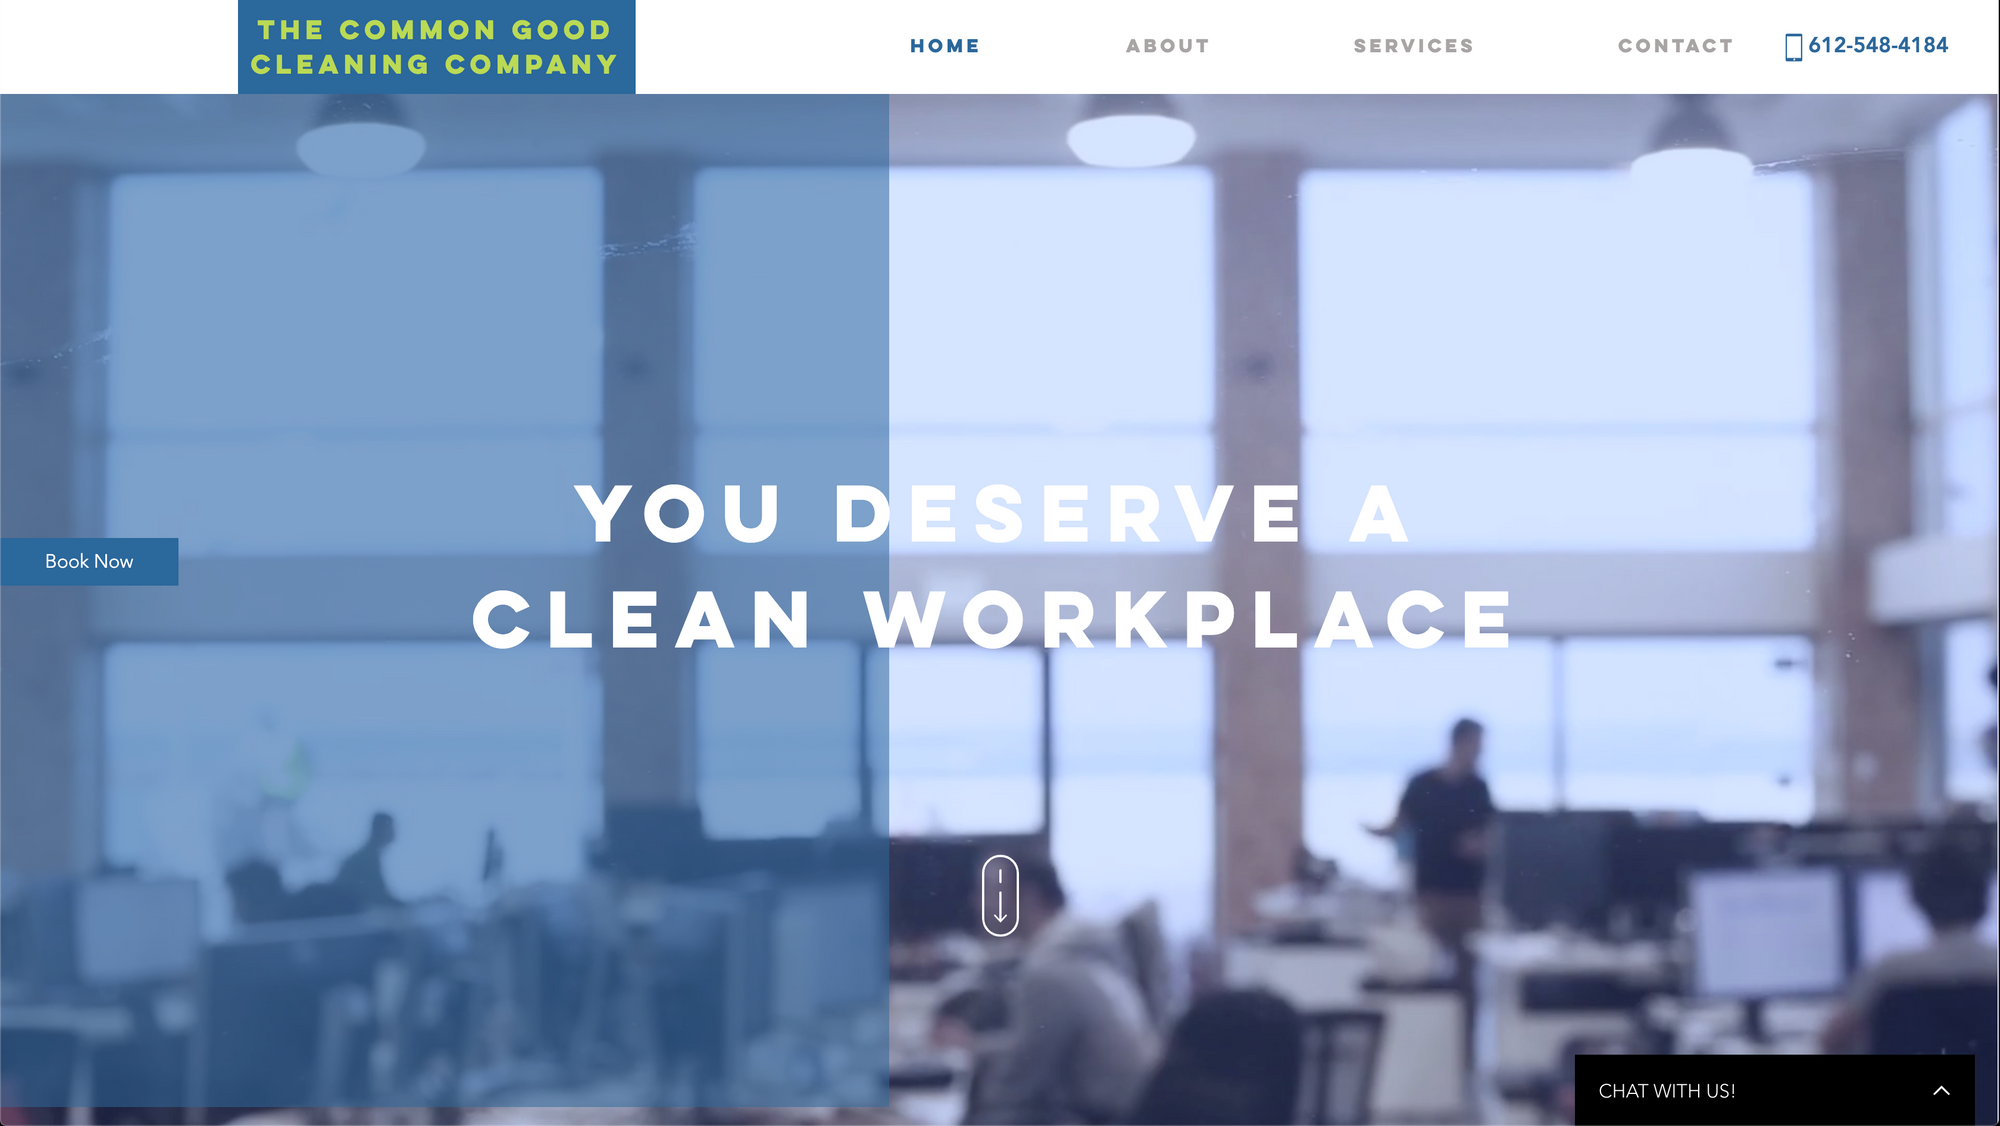 THE COMMON GOOD
CLEANING COMPANY
HOME
ABOUT
SERVICES
CONTACT
612-548-4184
YOU DESERVE A
CLEAN WORKPLACE
Book Now
CHAT WITH US!